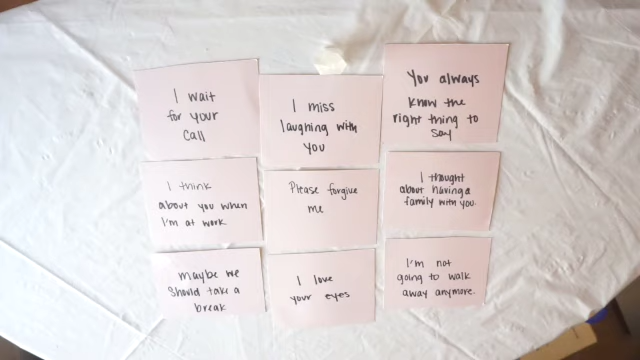 I wait
for your
call
I miss
laughing with
you
You always
know the
right thing to
say
I think
about you when
I'm at work
Please forgive
me
I thought
about having a
family with you.
maybe we
should take a
break
I love
your eyes
I'm not
going to walk
away anymore.